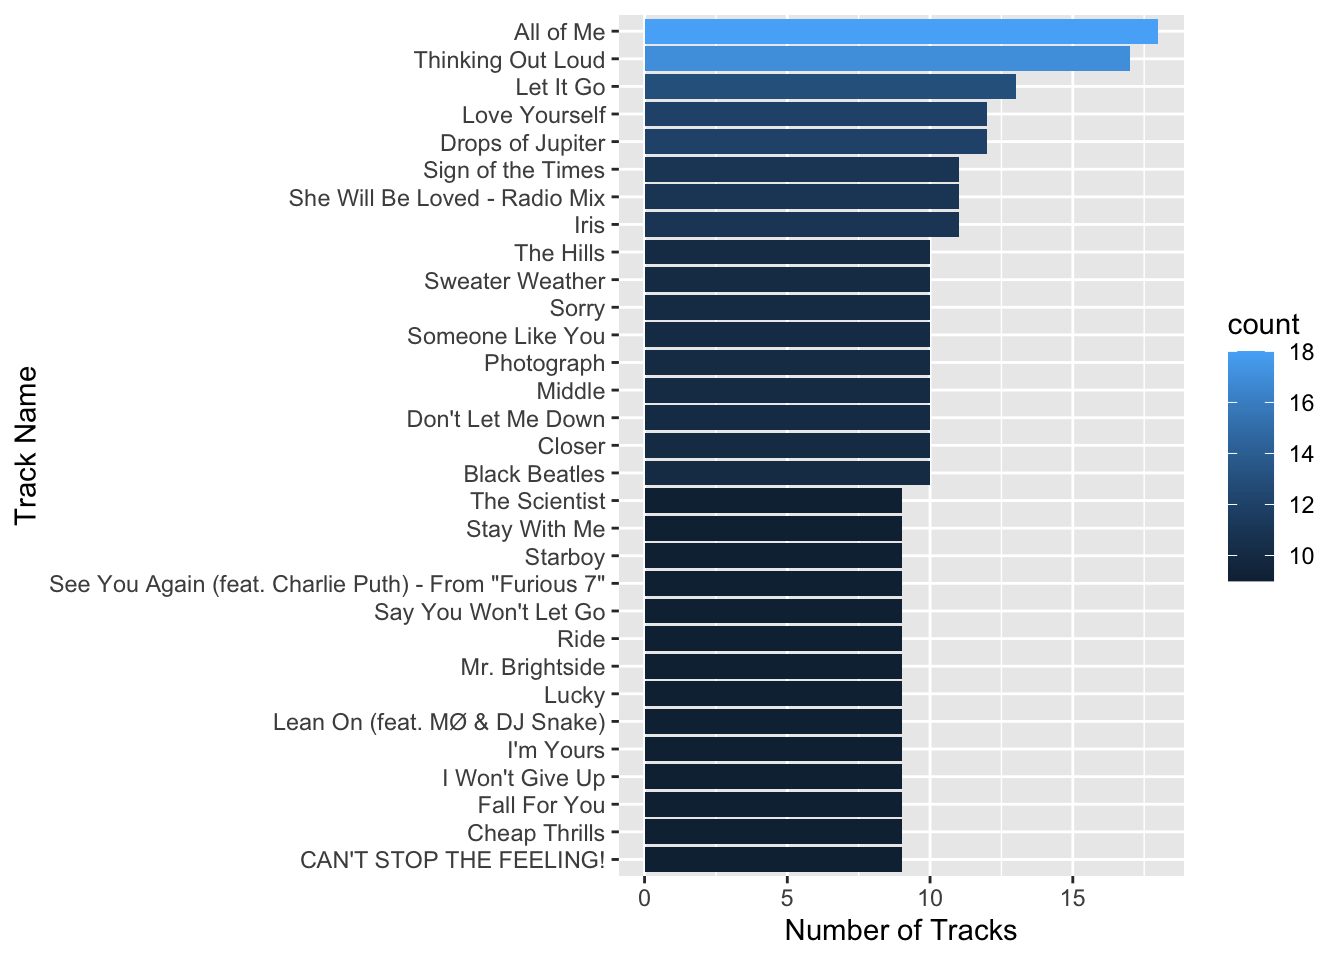 All of Me
Thinking Out Loud
Let It Go
Love Yourself
Drops of Jupiter
Sign of the Times
She Will Be Loved - Radio Mix
Iris
The Hills
Sweater Weather
Sorry
Someone Like You
Photograph
Middle
Don't Let Me Down
Closer
Black Beatles
The Scientist
Stay With Me
Starboy
See You Again (feat. Charlie Puth) - From "Furious 7"
Say You Won't Let Go
Ride
Mr. Brightside
Lucky
Lean On (feat. MØ & DJ Snake)
I'm Yours
I Won't Give Up
Fall For You
Cheap Thrills
CAN'T STOP THE FEELING!
Track Name
0 5 10 15
Number of Tracks
count
18
16
14
12
10